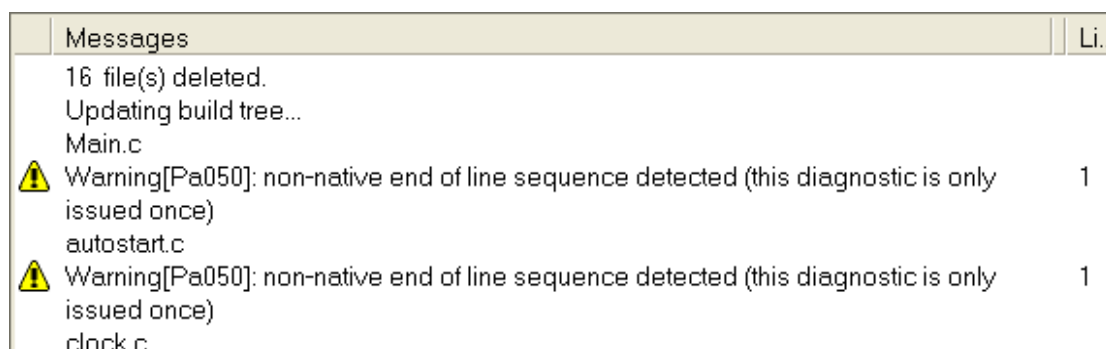 Messages Li.
16 file(s) deleted.
Updating build tree...
Main.c
Warning[Pa050]: non-native end of line sequence detected (this diagnostic is only 1
issued once)
autostart.c
Warning[Pa050]: non-native end of line sequence detected (this diagnostic is only 1
issued once)
clock.c